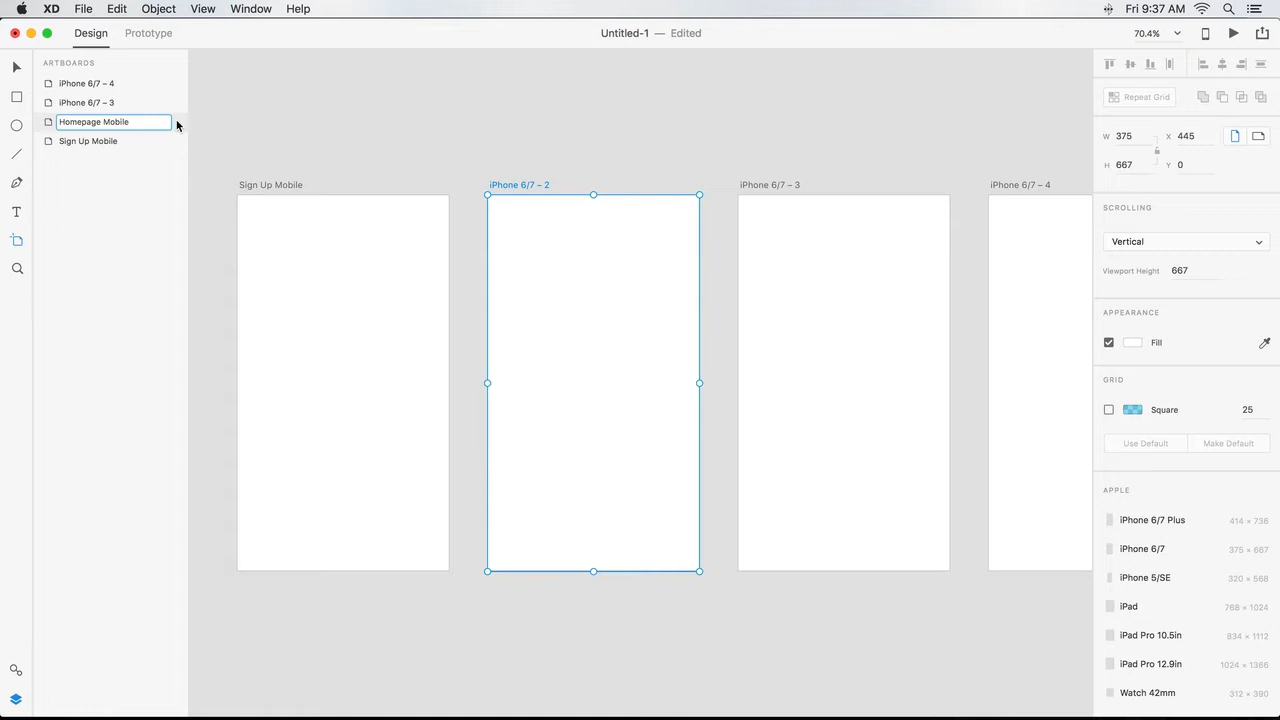 XD File Edit Object View Window Help
Fri 9:37 AM
Design Prototype
Untitled-1 — Edited
70.4%
ARTBOARDS
iPhone 6/7 – 4
iPhone 6/7 – 3
Homepage Mobile
Sign Up Mobile
Sign Up Mobile
iPhone 6/7 – 2
iPhone 6/7 – 3
iPhone 6/7 – 4
Repeat Grid
W 375 X 445
H 667 Y 0
SCROLLING
Vertical
Viewport Height 667
APPEARANCE
Fill
GRID
Square 25
Use Default Make Default
APPLE
iPhone 6/7 Plus 414 × 736
iPhone 6/7 375 × 667
iPhone 5/SE 320 × 568
iPad 768 × 1024
iPad Pro 10.5in 834 × 1112
iPad Pro 12.9in 1024 × 1366
Watch 42mm 312 × 390